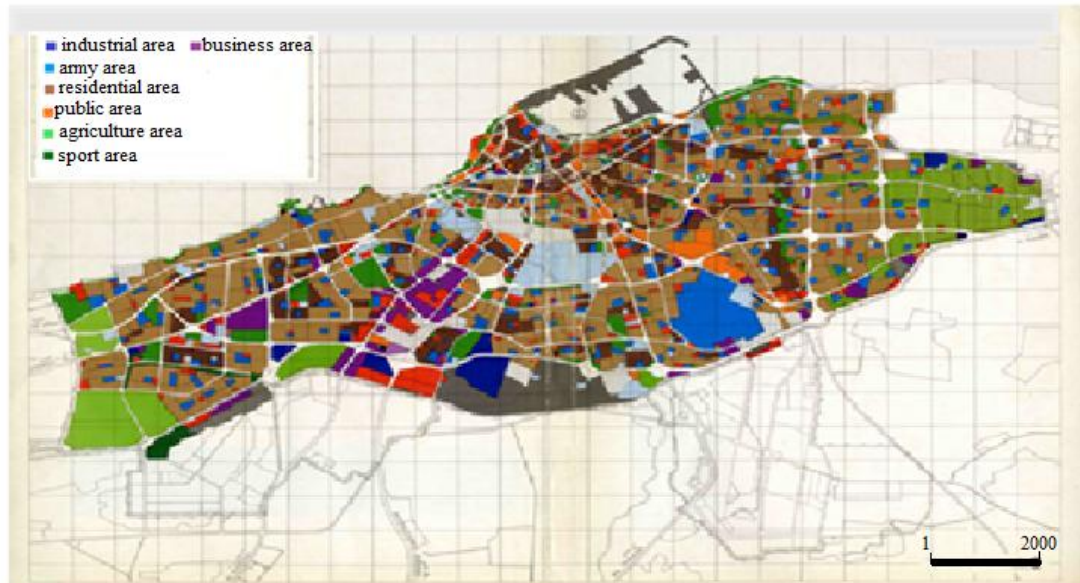 industrial area business area
army area
residential area
public area
agriculture area
sport area
1 2000